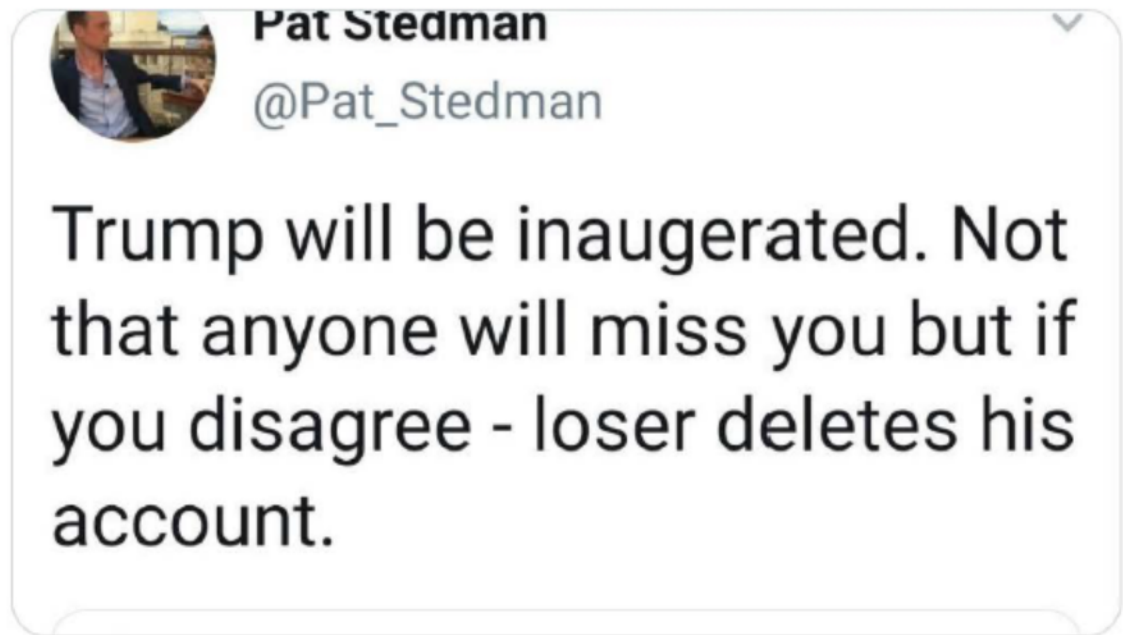 Pat Stedman
@Pat_Stedman
Trump will be inaugerated. Not
that anyone will miss you but if
you disagree - loser deletes his
account.